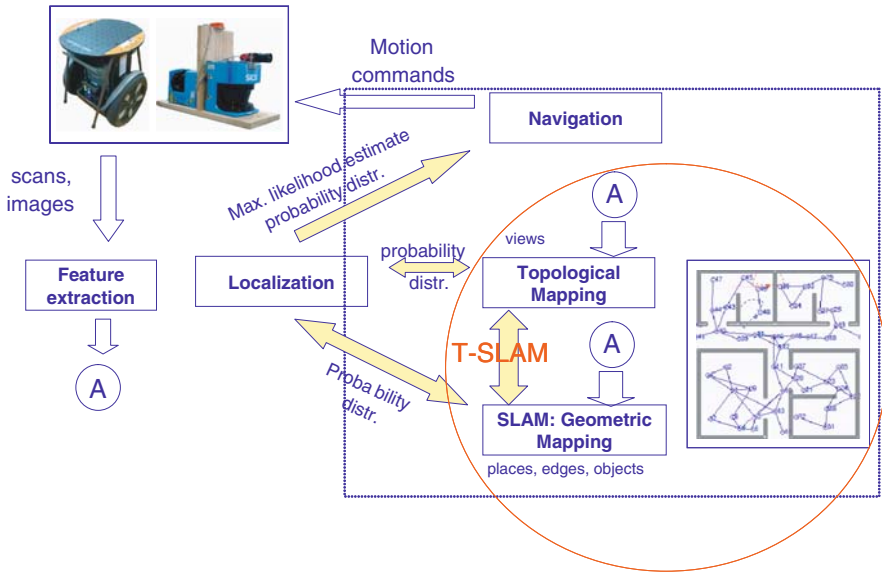 Motion
commands
Navigation
scans,
images
Max. likelihood estimate
probability distr.
A
views
Feature
extraction
Localization
probability
distr.
Topological
Mapping
A
T-SLAM
A
Proba bility
distr.
SLAM: Geometric
Mapping
places, edges, objects